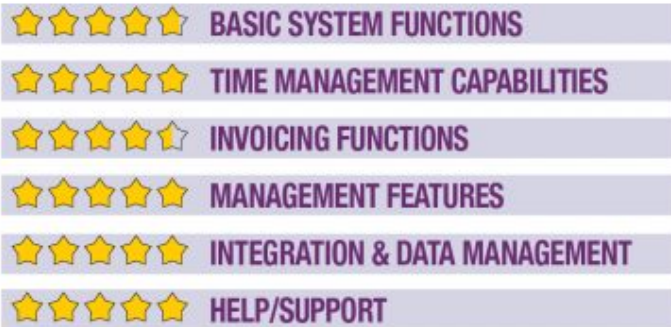 BASIC SYSTEM FUNCTIONS
TIME MANAGEMENT CAPABILITIES
INVOICING FUNCTIONS
MANAGEMENT FEATURES
INTEGRATION & DATA MANAGEMENT
HELP/SUPPORT